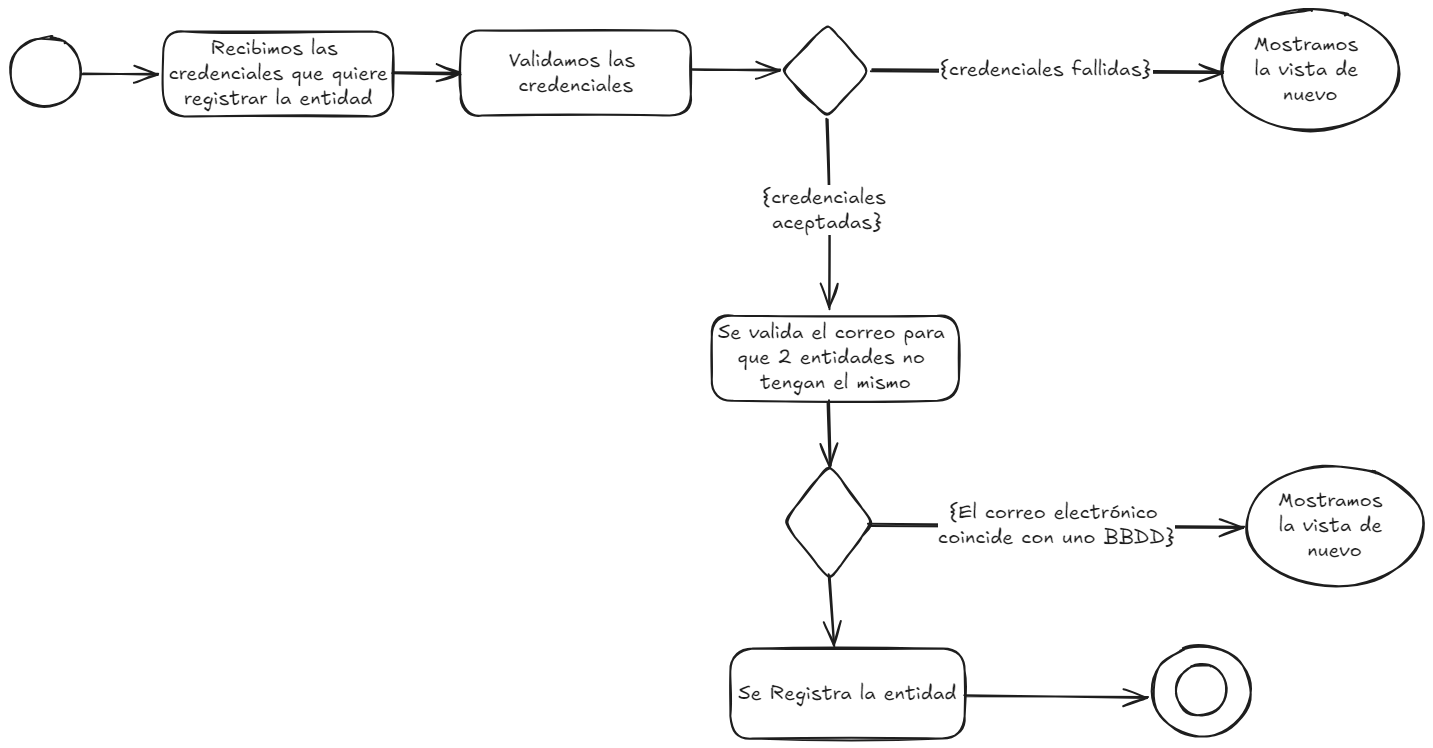 Recibimos las
credenciales que quiere
registrar la entidad
Validamos las
credenciales
{credenciales fallidas}
Mostramos
la vista de
nuevo
{credenciales
aceptadas}
Se valida el correo para
que 2 entidades no
tengan el mismo
{El correo electrónico
coincide con uno BBDD}
Mostramos
la vista de
nuevo
Se Registra la entidad